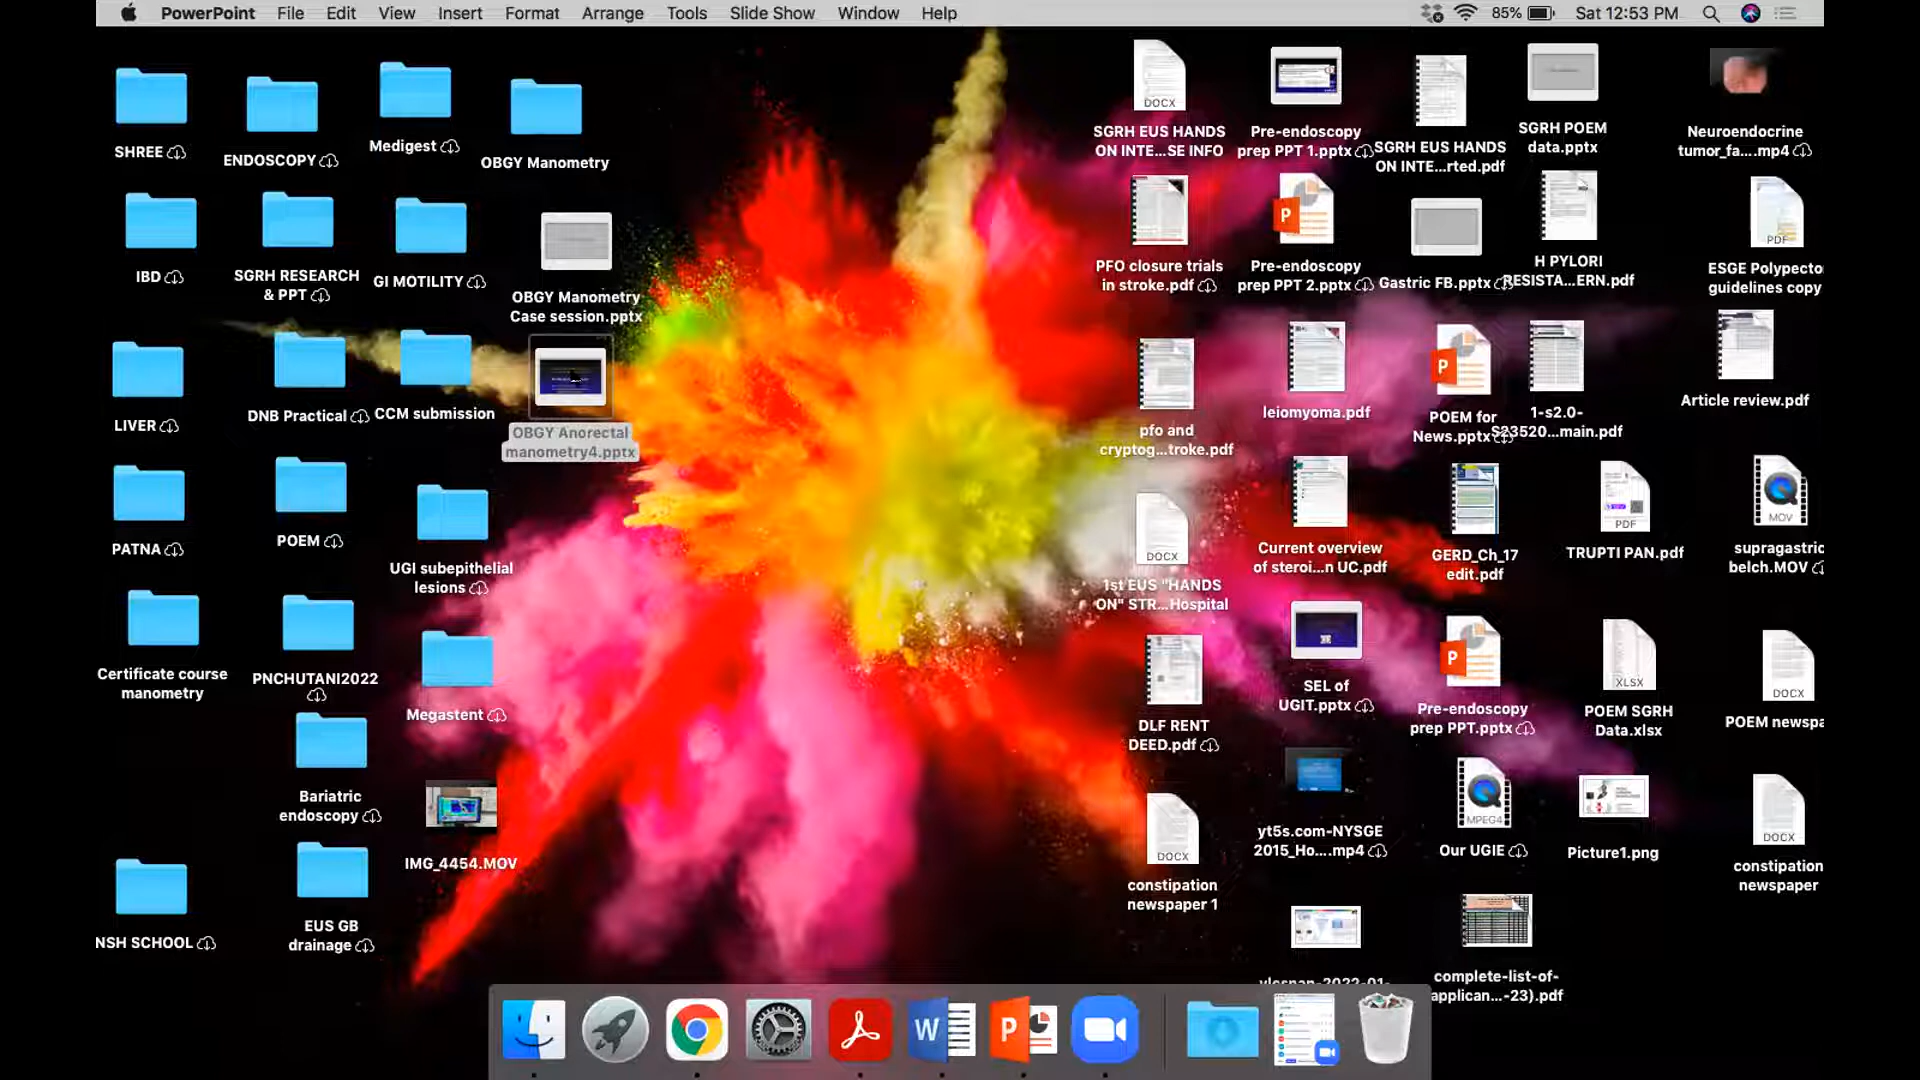 PowerPoint File Edit View Insert Format Arrange Tools Slide Show Window Help 85% Sat 12:53 PM
SHREE
ENDOSCOPY
Medigest
OBGY Manometry
IBD
SGRH RESEARCH
& PPT
GI MOTILITY
OBGY Manometry
Case session.pptx
LIVER
DNB Practical
CCM submission
OBGY Anorectal
manometry4.pptx
PATNA
POEM
UGI subepithelial
lesions
Certificate course
manometry
PNCHUTANI2022
Megastent
Bariatric
endoscopy
IMG_4454.MOV
NSH SCHOOL
EUS GB
drainage
DOCX
SGRH EUS HANDS
ON INTE...SE INFO
Pre-endoscopy
prep PPT 1.pptx
SGRH EUS HANDS
ON INTE...rted.pdf
SGRH POEM
data.pptx
Neuroendocrine
tumor_fa....mp4
PFO closure trials
in stroke.pdf
P
Pre-endoscopy
prep PPT 2.pptx
Gastric FB.pptx
H PYLORI
RESISTA...ERN.pdf
PDF
ESGE Polypecto
guidelines copy
pfo and
cryptog...troke.pdf
leiomyoma.pdf
P
POEM for
News.pptx
1-s2.0-
S23520...main.pdf
Article review.pdf
DOCX
1st EUS "HANDS
ON" STR...Hospital
Current overview
of steroi...n UC.pdf
GERD_Ch_17
edit.pdf
PDF
TRUPTI PAN.pdf
MOV
supragastric
belch.MOV
DLF RENT
DEED.pdf
SEL of
UGIT.pptx
P
Pre-endoscopy
prep PPT.pptx
XLSX
POEM SGRH
Data.xlsx
DOCX
POEM newspa
DOCX
constipation
newspaper 1
yt5s.com-NYSGE
2015_Ho....mp4
MPEG4
Our UGIE
Picture1.png
DOCX
constipation
newspaper
complete-list-of-
applican...-23).pdf
W
P